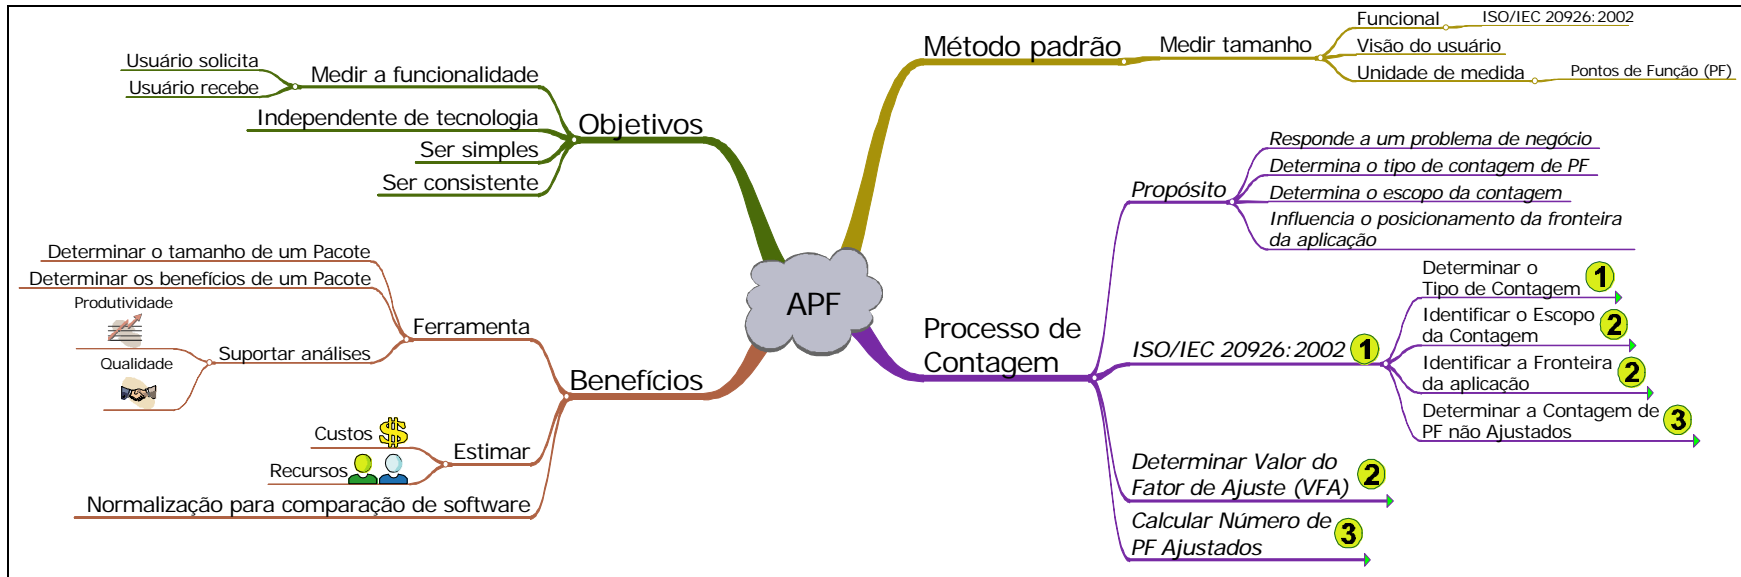 APF
Método padrão
Medir tamanho
Funcional
ISO/IEC 20926:2002
Visão do usuário
Unidade de medida
Pontos de Função (PF)
Processo de
Contagem
Propósito
Responde a um problema de negócio
Determina o tipo de contagem de PF
Determina o escopo da contagem
Influencia o posicionamento da fronteira
da aplicação
ISO/IEC 20926:2002 1
Determinar o
Tipo de Contagem 1
Identificar o Escopo
da Contagem 2
Identificar a Fronteira
da aplicação 2
Determinar a Contagem de
PF não Ajustados 3
Determinar Valor do
Fator de Ajuste (VFA) 2
Calcular Número de
PF Ajustados 3
Objetivos
Medir a funcionalidade
Usuário solicita
Usuário recebe
Independente de tecnologia
Ser simples
Ser consistente
Benefícios
Ferramenta
Determinar o tamanho de um Pacote
Determinar os benefícios de um Pacote
Suportar análises
Produtividade
Qualidade
Estimar
Custos $
Recursos
Normalização para comparação de software